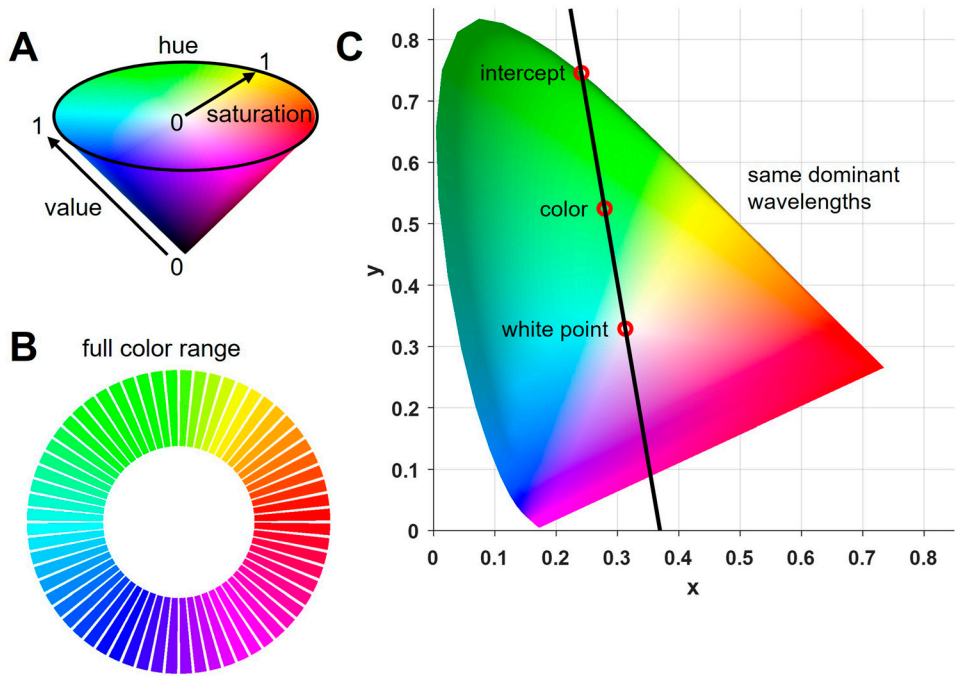 A
hue
1
saturation
0
1
value
0
B
full color range
C
intercept
color
white point
same dominant
wavelengths
y
0.8
0.7
0.6
0.5
0.4
0.3
0.2
0.1
0
0 0.1 0.2 0.3 0.4 0.5 0.6 0.7 0.8
x